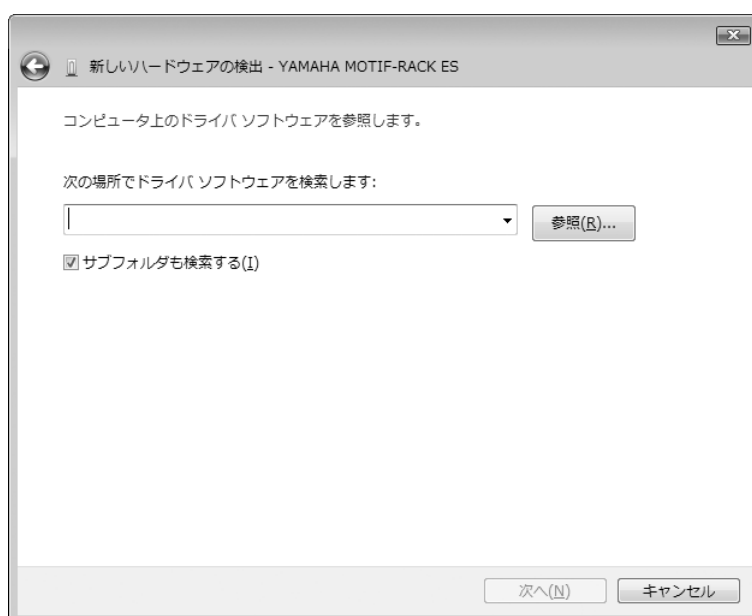 新しいハードウェアの検出 - YAMAHA MOTIF-RACK ES
コンピュータ上のドライバ ソフトウェアを参照します。
次の場所でドライバ ソフトウェアを検索します:
参照(R)...
サブフォルダも検索する(I)
次へ(N)
キャンセル